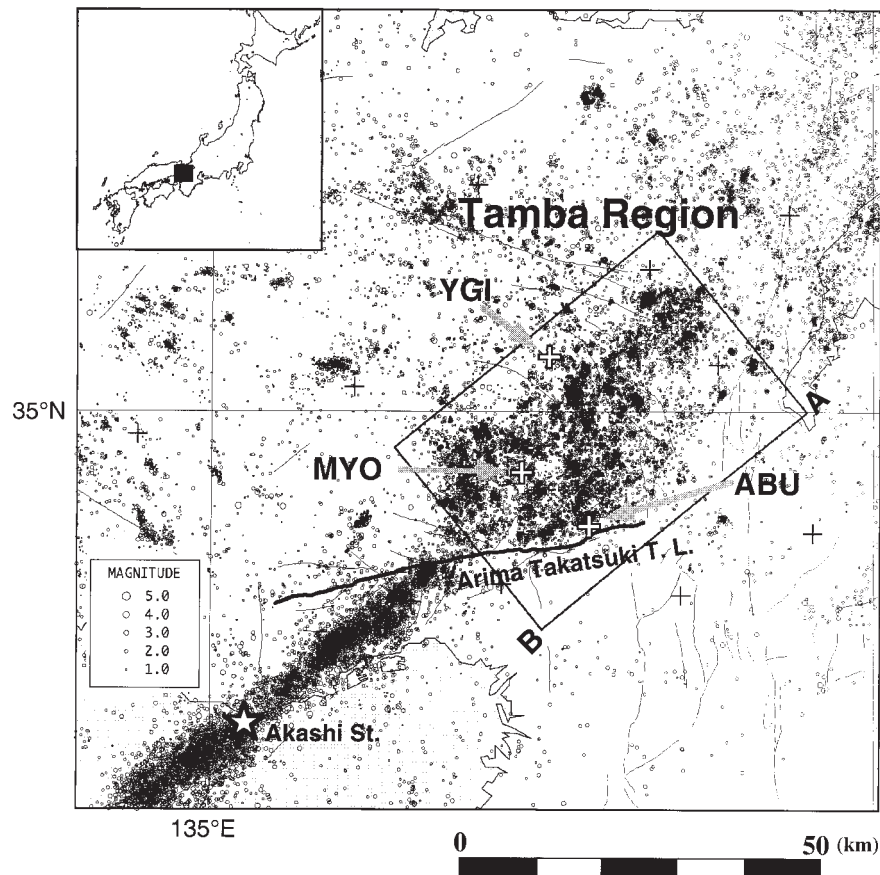 Tamba Region
YGI
35°N
A
MYO
ABU
Arima Takatsuki T. L.
MAGNITUDE
5.0
4.0
3.0
2.0
1.0
B
Akashi St.
135°E
0 50 (km)